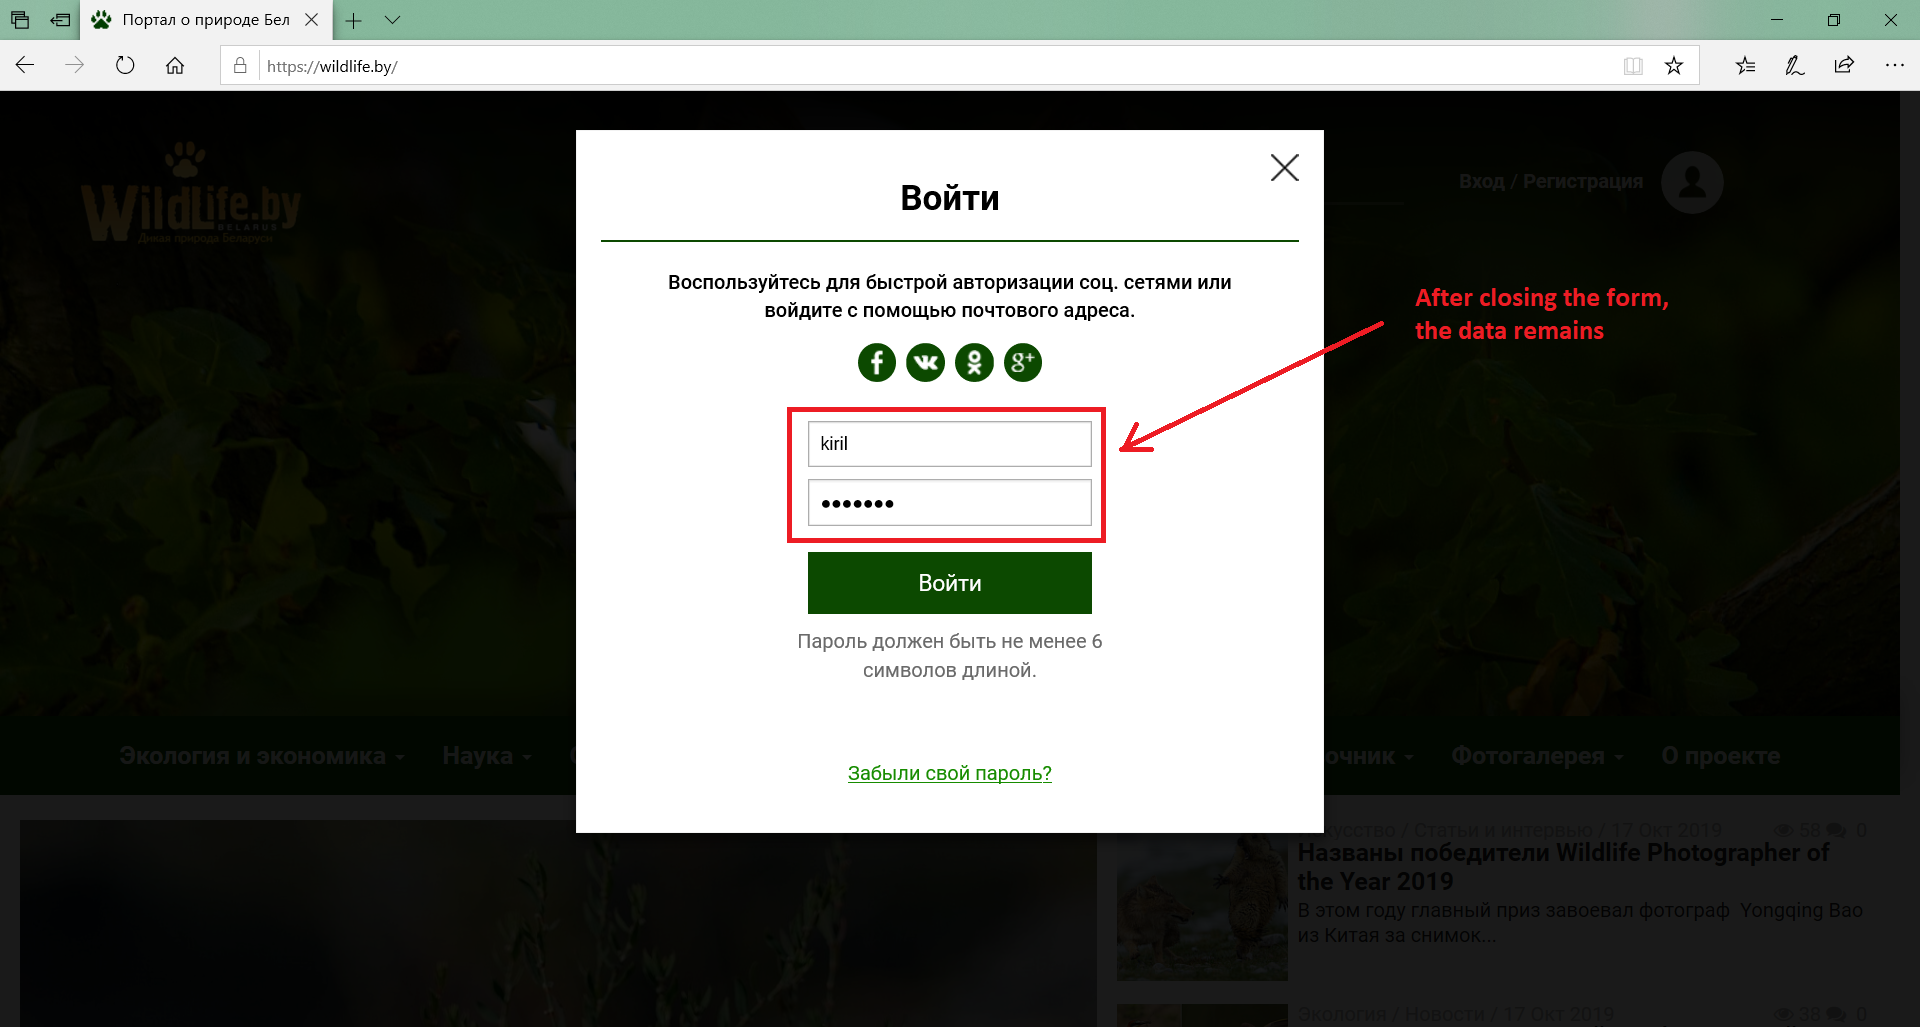 Портал о природе Бел
https://wildlife.by/
WildLife.by
BELARUS
Дикая природа Беларуси
Вход / Регистрация
Войти
Воспользуйтесь для быстрой авторизации соц. сетями или
войдите с помощью почтового адреса.
After closing the form,
the data remains
kiril
•••••••
Войти
Пароль должен быть не менее 6
символов длиной.
Забыли свой пароль?
Экология и экономика
Наука
очник
Фотогалерея
О проекте
кусство / Статьи и интервью / 17 Окт 2019
58
0
Названы победители Wildlife Photographer of
the Year 2019
В этом году главный приз завоевал фотограф Yongqing Bao
из Китая за снимок...
Экология / Новости / 17 Окт 2019
38
0